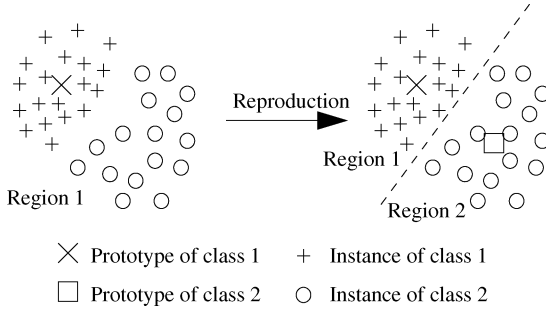 Reproduction
Region 1
Region 1
Region 2
Prototype of class 1
Instance of class 1
Prototype of class 2
Instance of class 2